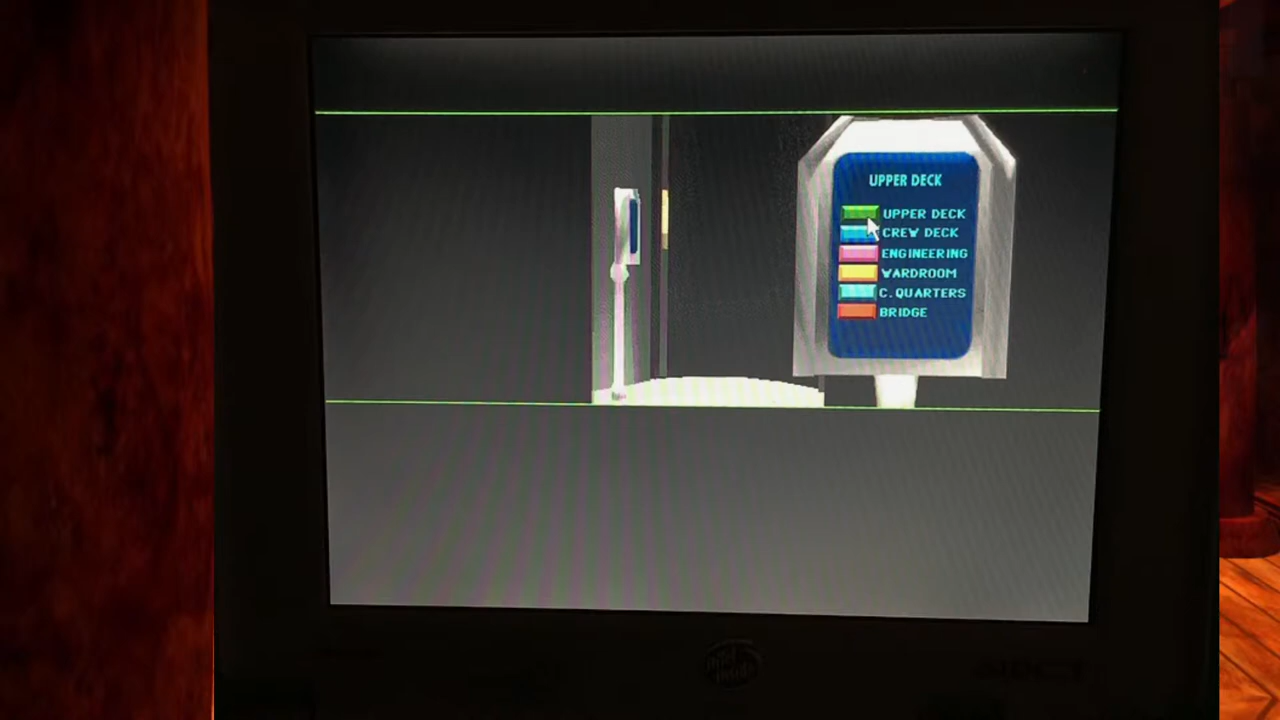 UPPER DECK
UPPER DECK
CREW DECK
ENGINEERING
WARDROOM
C.QUARTERS
BRIDGE